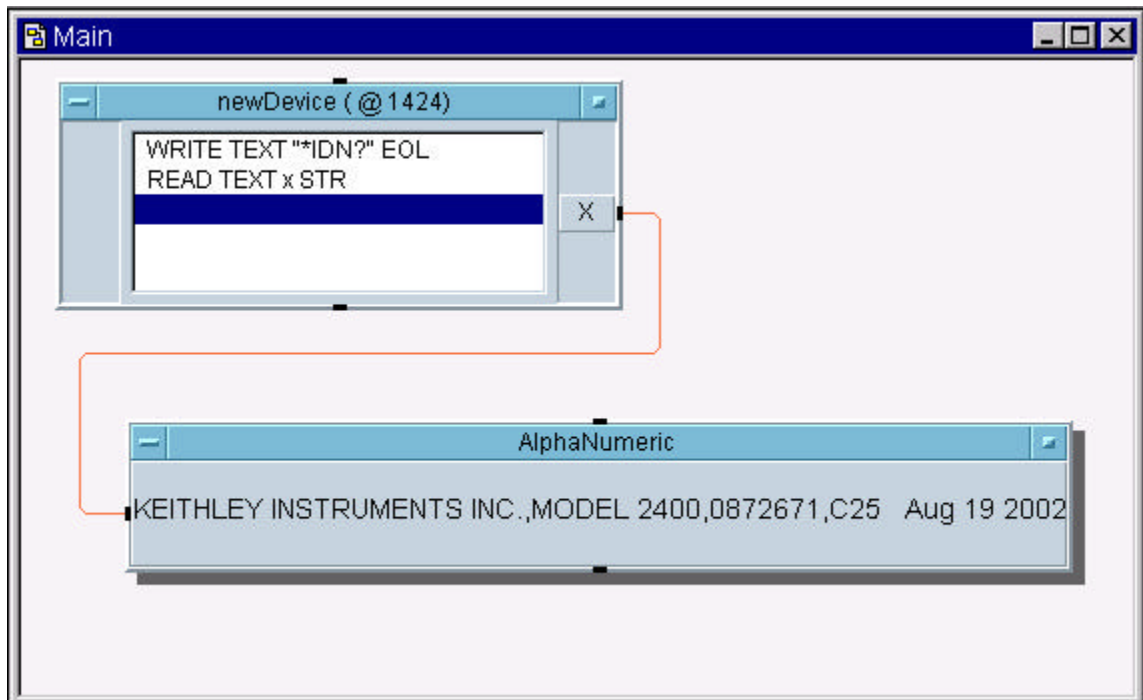 Main
newDevice ( @1424)
WRITE TEXT "*IDN?" EOL
READ TEXT x STR
X
AlphaNumeric
KEITHLEY INSTRUMENTS INC.,MODEL 2400,0872671,C25   Aug 19 2002